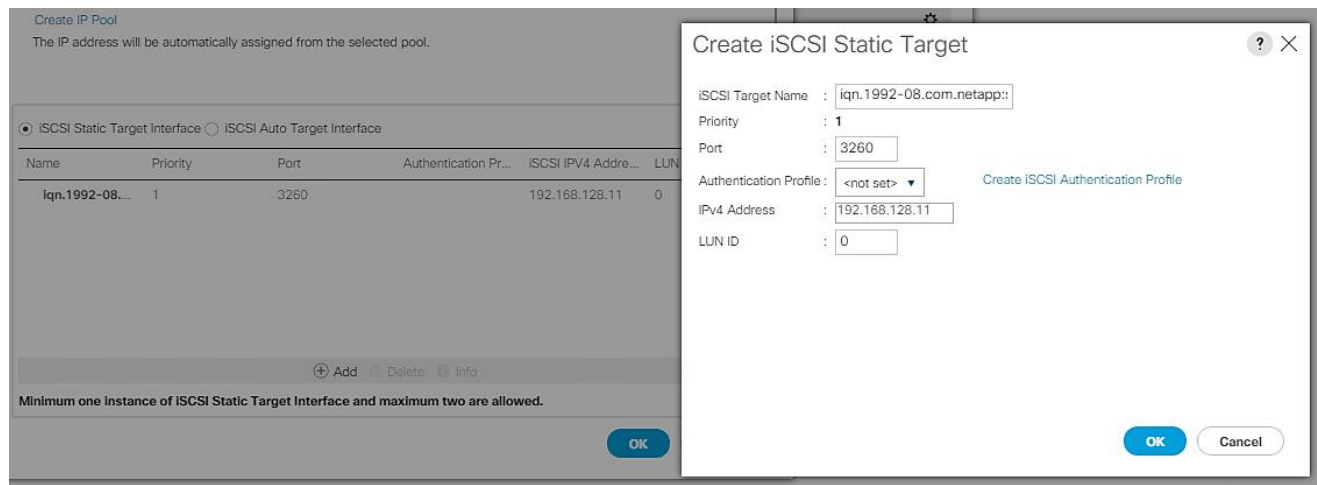 Create IP Pool
The IP address will be automatically assigned from the selected pool.
iSCSI Static Target Interface iSCSI Auto Target Interface
Name Priority Port Authentication Pr... iSCSI IPV4 Addre... LUN
iqn.1992-08.... 1 3260 192.168.128.11 0
Add Delete Info
Minimum one instance of iSCSI Static Target Interface and maximum two are allowed.
OK
Create iSCSI Static Target
?
iSCSI Target Name : iqn.1992-08.com.netapp:
Priority : 1
Port : 3260
Authentication Profile : <not set> Create iSCSI Authentication Profile
IPv4 Address : 192.168.128.11
LUN ID : 0
OK Cancel